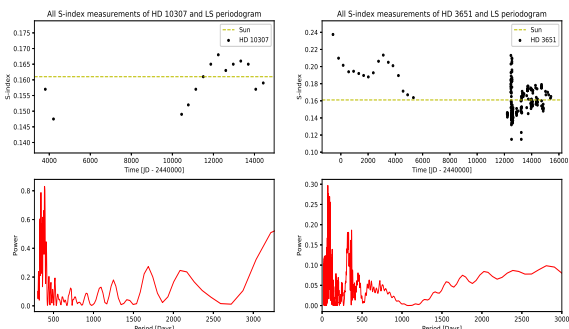 All S-index measurements of HD 10307 and LS periodogram
All S-index measurements of HD 3651 and LS periodogram
Sun
HD 10307
Sun
HD 3651
S-index
0.175
0.170
0.165
0.160
0.155
0.150
0.145
0.140
4000 6000 8000 10000 12000 14000
Time [JD - 2440000]
S-index
0.24
0.22
0.20
0.18
0.16
0.14
0.12
0.10
0 2000 4000 6000 8000 10000 12000 14000 16000
Time [JD - 2440000]
Power
0.8
0.6
0.4
0.2
0.0
500 1000 1500 2000 2500 3000
Period [Days]
Power
0.30
0.25
0.20
0.15
0.10
0.05
0.00
0 500 1000 1500 2000 2500 3000
Period [Days]